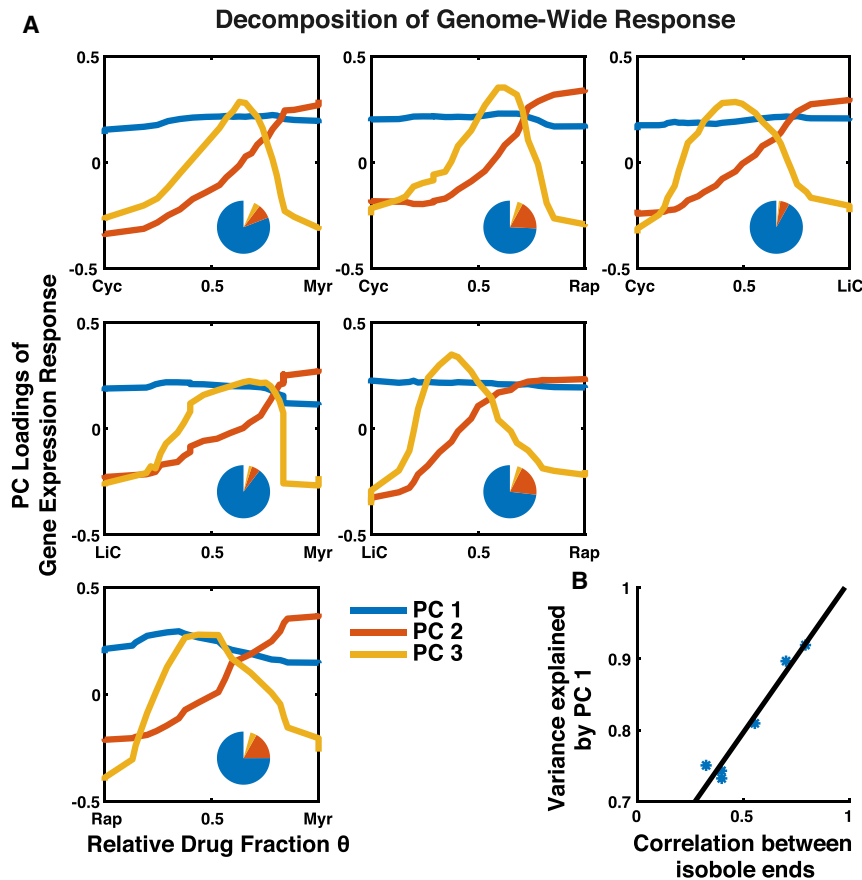 A
Decomposition of Genome-Wide Response
0.5
0
-0.5
Cyc 0.5 Myr
0.5
0
-0.5
Cyc 0.5 Rap
0.5
0
-0.5
Cyc 0.5 LiC
PC Loadings of
Gene Expression Response
0.5
0
-0.5
LiC 0.5 Myr
0.5
0
-0.5
LiC 0.5 Rap
0.5
0
-0.5
Rap 0.5 Myr
Relative Drug Fraction θ
PC 1
PC 2
PC 3
B
Variance explained
by PC 1
1
0.9
0.8
0.7
0 0.5 1
Correlation between
isobole ends